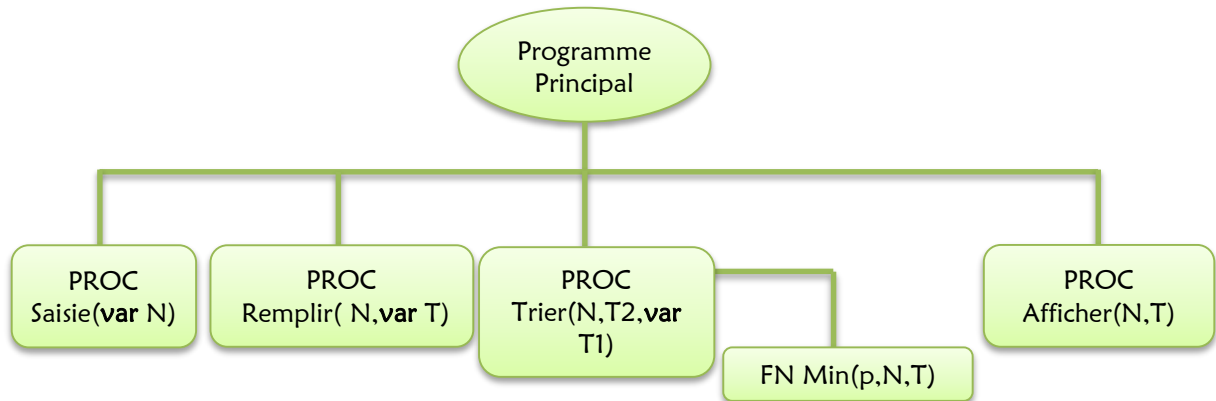 Programme
Principal
PROC
Saisie(var N)
PROC
Remplir( N,var T)
PROC
Trier(N,T2,var
T1)
FN Min(p,N,T)
PROC
Afficher(N,T)